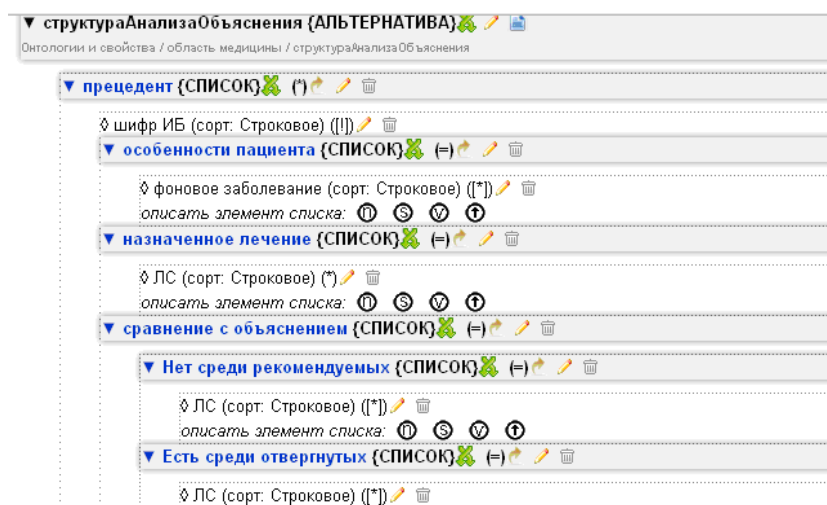 ▼ структураАнализаОбъяснения {АЛЬТЕРНАТИВА}
Онтологии и свойства / область медицины / структураАнализаОбъяснения
▼ прецедент {СПИСОК} (*)
◊ шифр ИБ (сорт: Строковое) ([!])
▼ особенности пациента {СПИСОК} (=)
◊ фоновое заболевание (сорт: Строковое) ([*])
описать элемент списка: n s v ↑
▼ назначенное лечение {СПИСОК} (=)
◊ ЛС (сорт: Строковое) (*)
описать элемент списка: n s v ↑
▼ сравнение с объяснением {СПИСОК} (=)
▼ Нет среди рекомендуемых {СПИСОК} (=)
◊ ЛС (сорт: Строковое) ([*])
описать элемент списка: n s v ↑
▼ Есть среди отвергнутых {СПИСОК} (=)
◊ ЛС (сорт: Строковое) ([*])